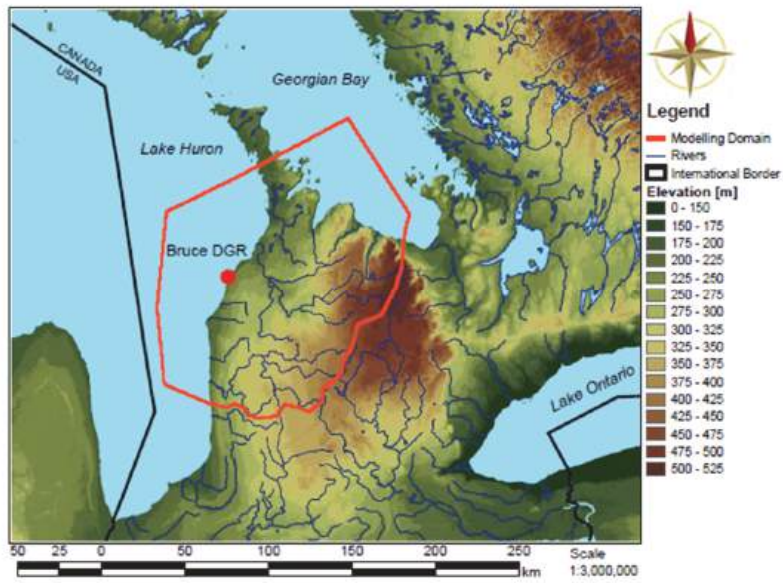 CANADA
USA
Georgian Bay
Lake Huron
Bruce DGR
Lake Ontario
Legend
Modelling Domain
Rivers
International Border
Elevation [m]
0 - 150
150 - 175
175 - 200
200 - 225
225 - 250
250 - 275
275 - 300
300 - 325
325 - 350
350 - 375
375 - 400
400 - 425
425 - 450
450 - 475
475 - 500
500 - 525
50 25 0 50 100 150 200 250
km
Scale
1:3,000,000